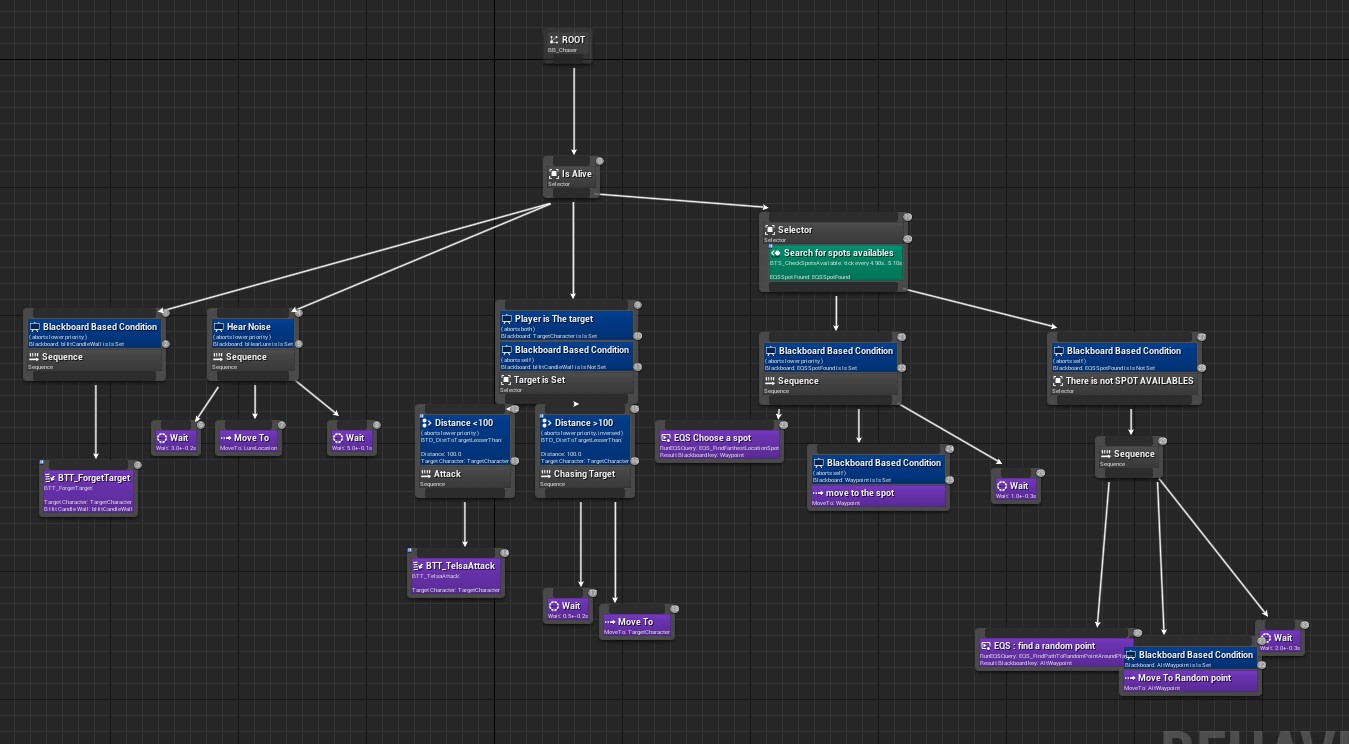 ROOT
BB_Chaser
Is Alive
Selector
Selector
Selector
Search for spots availables
BTS_CheckSpotsAvailable: tick every 4.90s..5.10s
EQSSpotFound: EQSSpotFound
Blackboard Based Condition
( aborts lower priority )
Blackboard: bHitCandleWall is Is Set
Sequence
Sequence
Hear Noise
( aborts lower priority )
Blackboard: bHearLure is Is Set
Sequence
Sequence
Player is The target
( aborts both )
Blackboard: TargetCharacter is Is Set
Blackboard Based Condition
( aborts self )
Blackboard: bHitCandleWall is Is Not Set
Target is Set
Selector
Blackboard Based Condition
( aborts lower priority )
Blackboard: EQSSpotFound is Is Set
Sequence
Sequence
Blackboard Based Condition
( aborts self )
Blackboard: EQSSpotFound is Is Not Set
There is not SPOT AVAILABLES
Selector
BTT_ForgetTarget
BTT_ForgetTarget:
TargetCharacter: TargetCharacter
BHit Candle Wall: bHitCandleWall
Wait
Wait: 3.0+-0.2s
Move To
MoveTo: LureLocation
Wait
Wait: 5.0+-0.1s
Distance <100
( aborts lower priority )
BTD_DistToTargetLesserThan:
Distance: 100.0
Target Character: TargetCharacter
Attack
Sequence
Distance >100
( aborts lower priority, inversed )
BTD_DistToTargetLesserThan:
Distance: 100.0
Target Character: TargetCharacter
Chasing Target
Sequence
EQS Choose a spot
RunEQSQuery: EQS_FindFarthestLocationSpot
Result Blackboard key: Waypoint
Blackboard Based Condition
( aborts self )
Blackboard: Waypoint is Is Set
move to the spot
MoveTo: Waypoint
Wait
Wait: 1.0+-0.3s
Sequence
Sequence
BTT_TelsaAttack
BTT_TelsaAttack:
TargetCharacter: TargetCharacter
Wait
Wait: 0.5+-0.2s
Move To
MoveTo: TargetCharacter
EQS : find a random point
RunEQSQuery: EQS_FindPathToRandomPointAroundPla
Result Blackboard key: AltWaypoint
Blackboard Based Condition
Blackboard: AltWaypoint is Is Set
Move To Random point
MoveTo: AltWaypoint
Wait
Wait: 2.0+-0.3s
BEHAVI